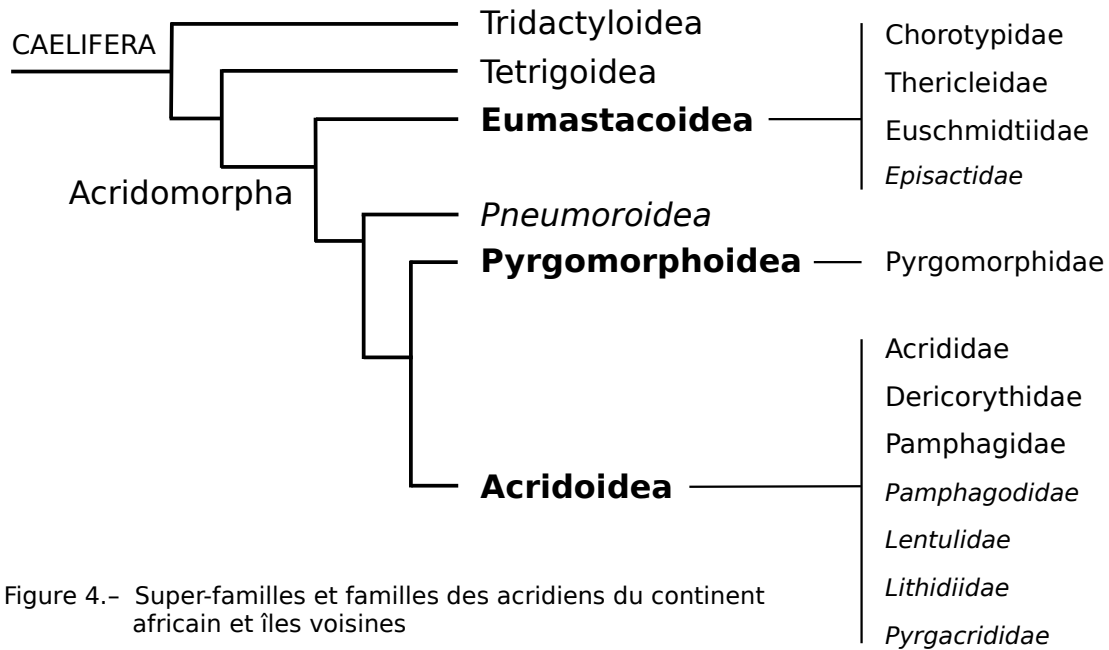 CAELIFERA
Acridomorpha
Tridactyloidea
Tetrigoidea
Eumastacoidea
Pneumoroidea
Pyrgomorphoidea
Acridoidea
Chorotypidae
Thericleidae
Euschmidtiidae
Episactidae
Pyrgomorphidae
Acrididae
Dericorythidae
Pamphagidae
Pamphagodidae
Lentulidae
Lithidiidae
Pyrgacrididae
Figure 4.– Super-familles et familles des acridiens du continent
africain et îles voisines